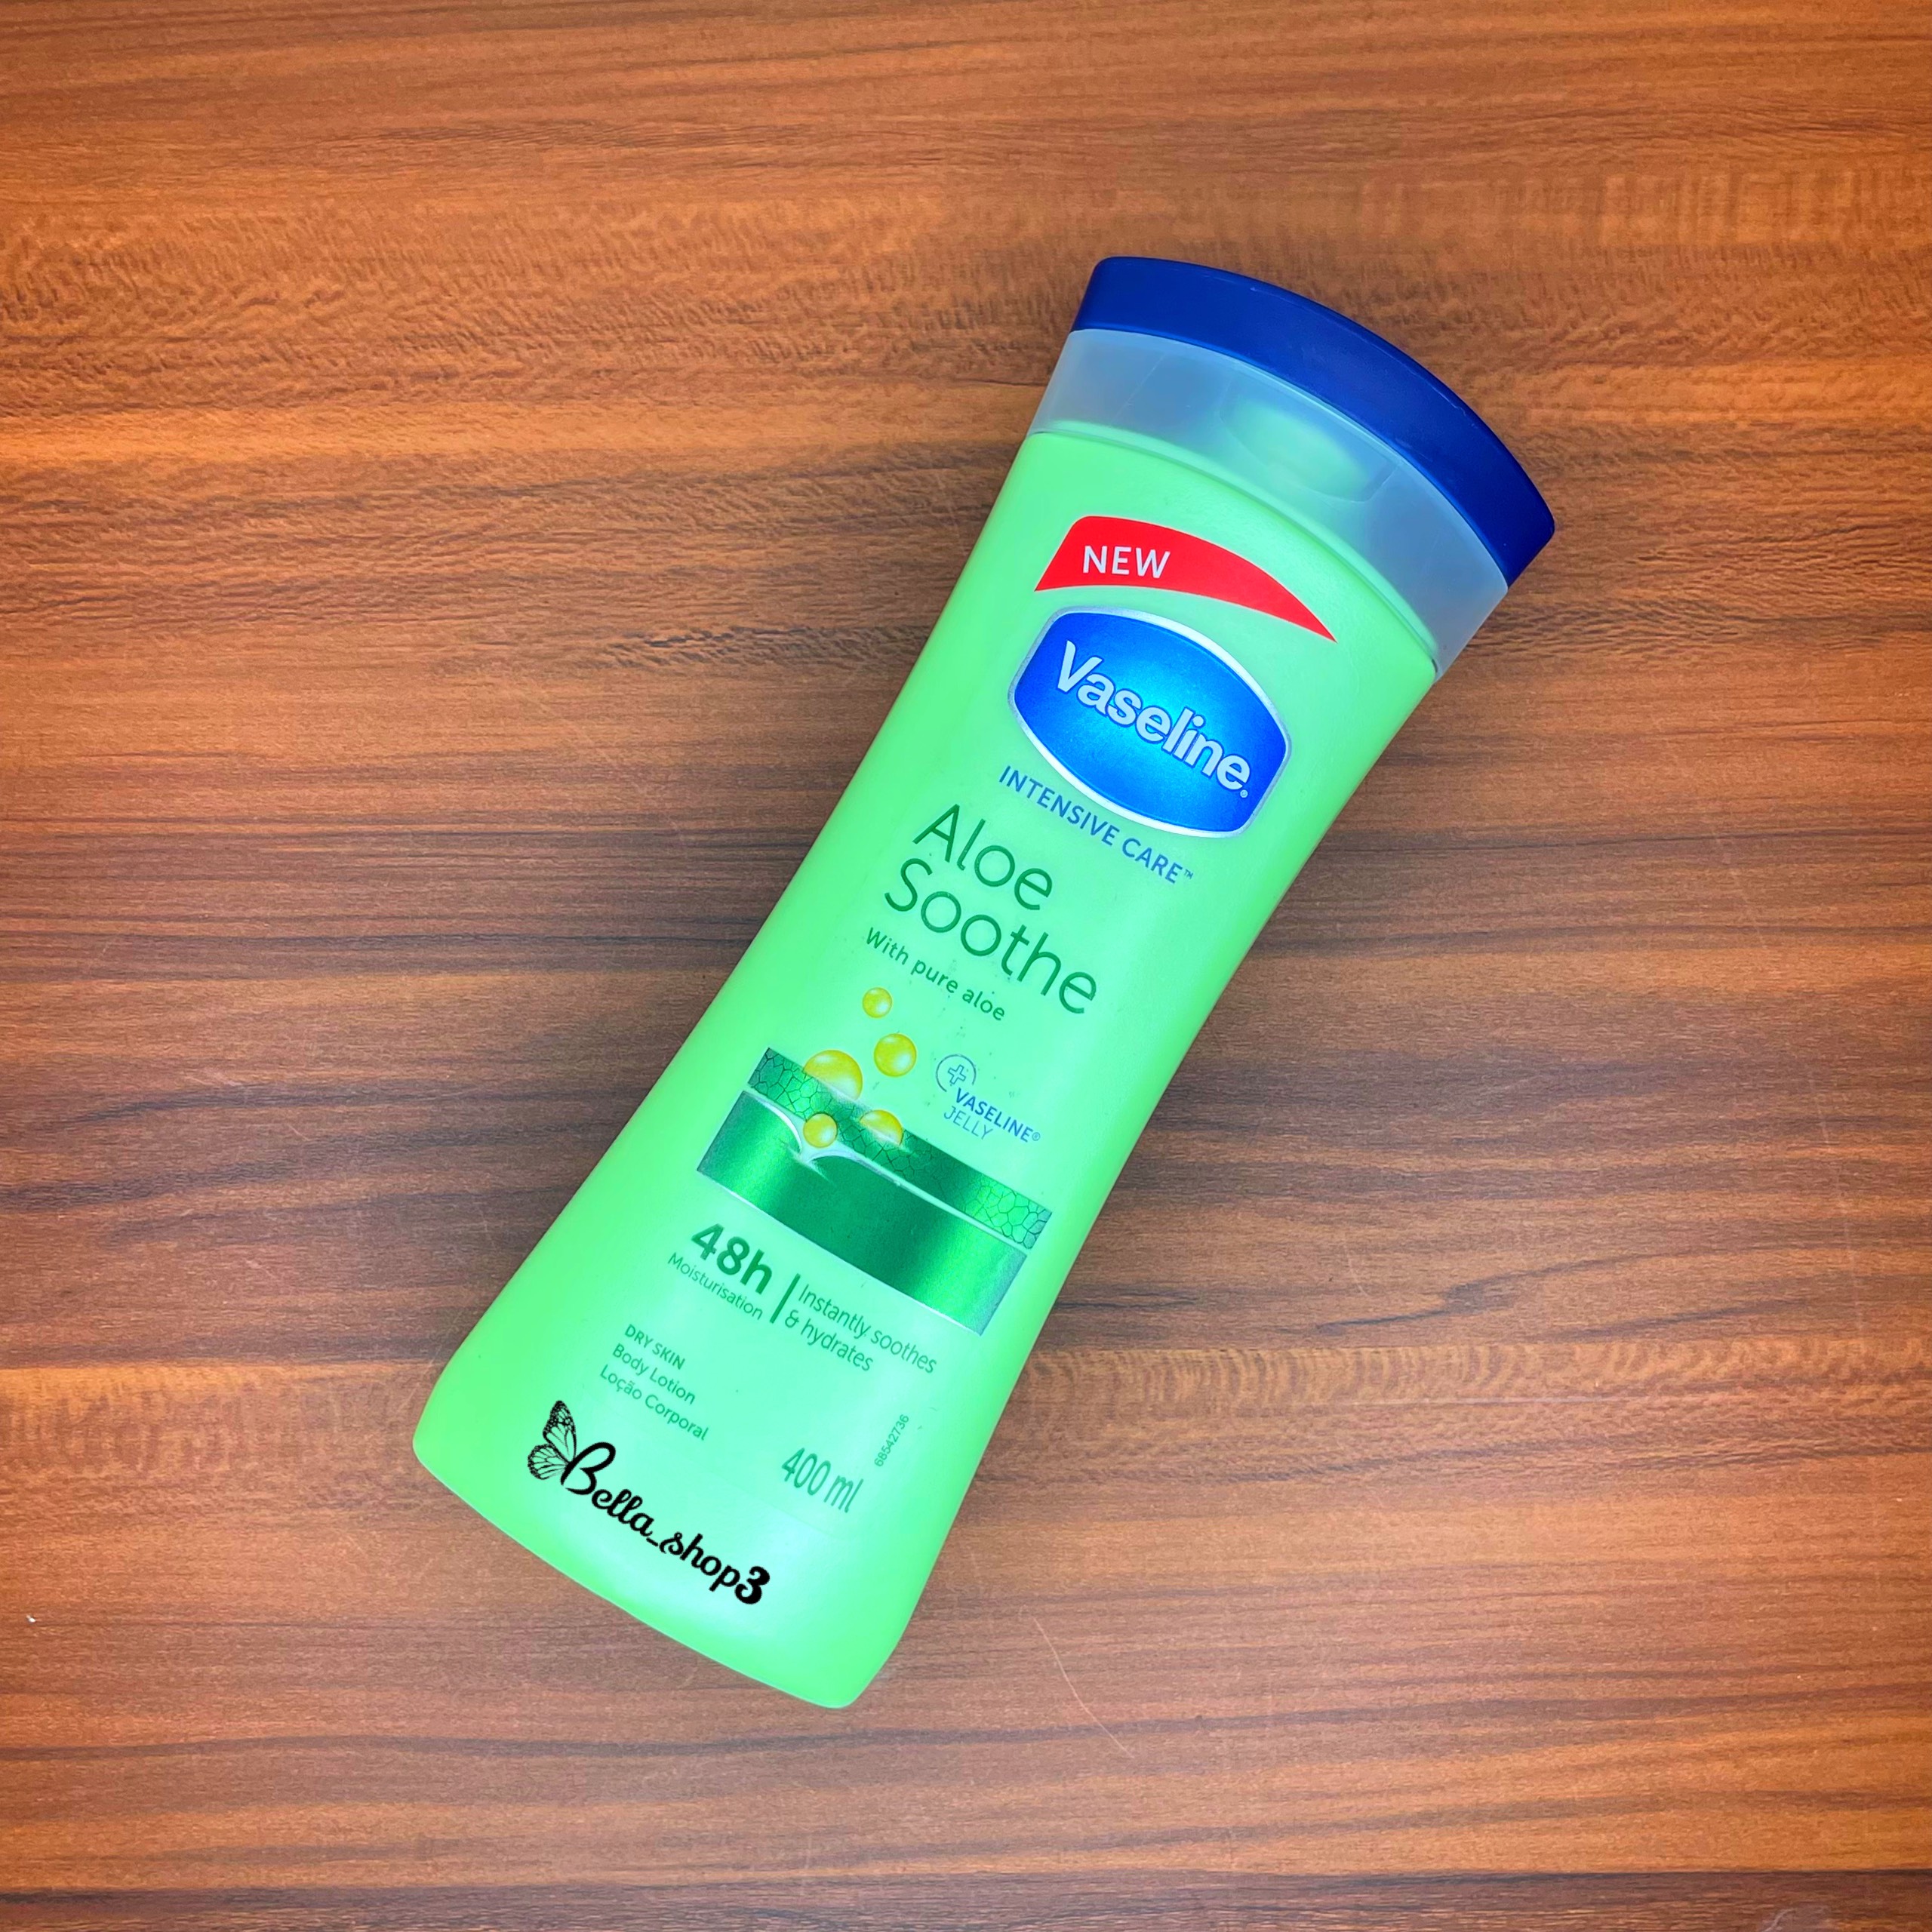 NEW
Vaseline®
INTENSIVE CARE™
Aloe
Soothe
With pure aloe
VASELINE®
JELLY
48h
Moisturisation
Instantly soothes
& hydrates
DRY SKIN
Body Lotion
Loção Corporal
400 ml
68542736
Bella_shop3